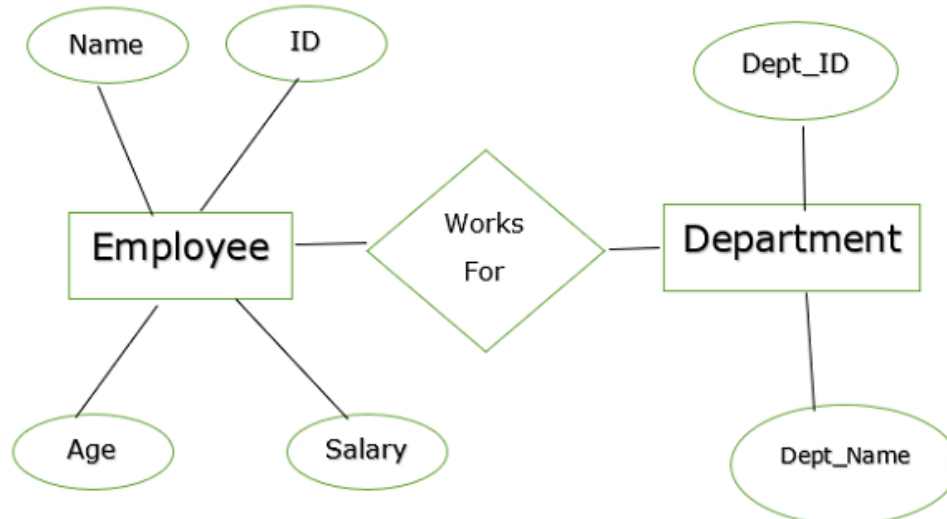 Name
ID
Dept_ID
Employee
Works
For
Department
Age
Salary
Dept_Name